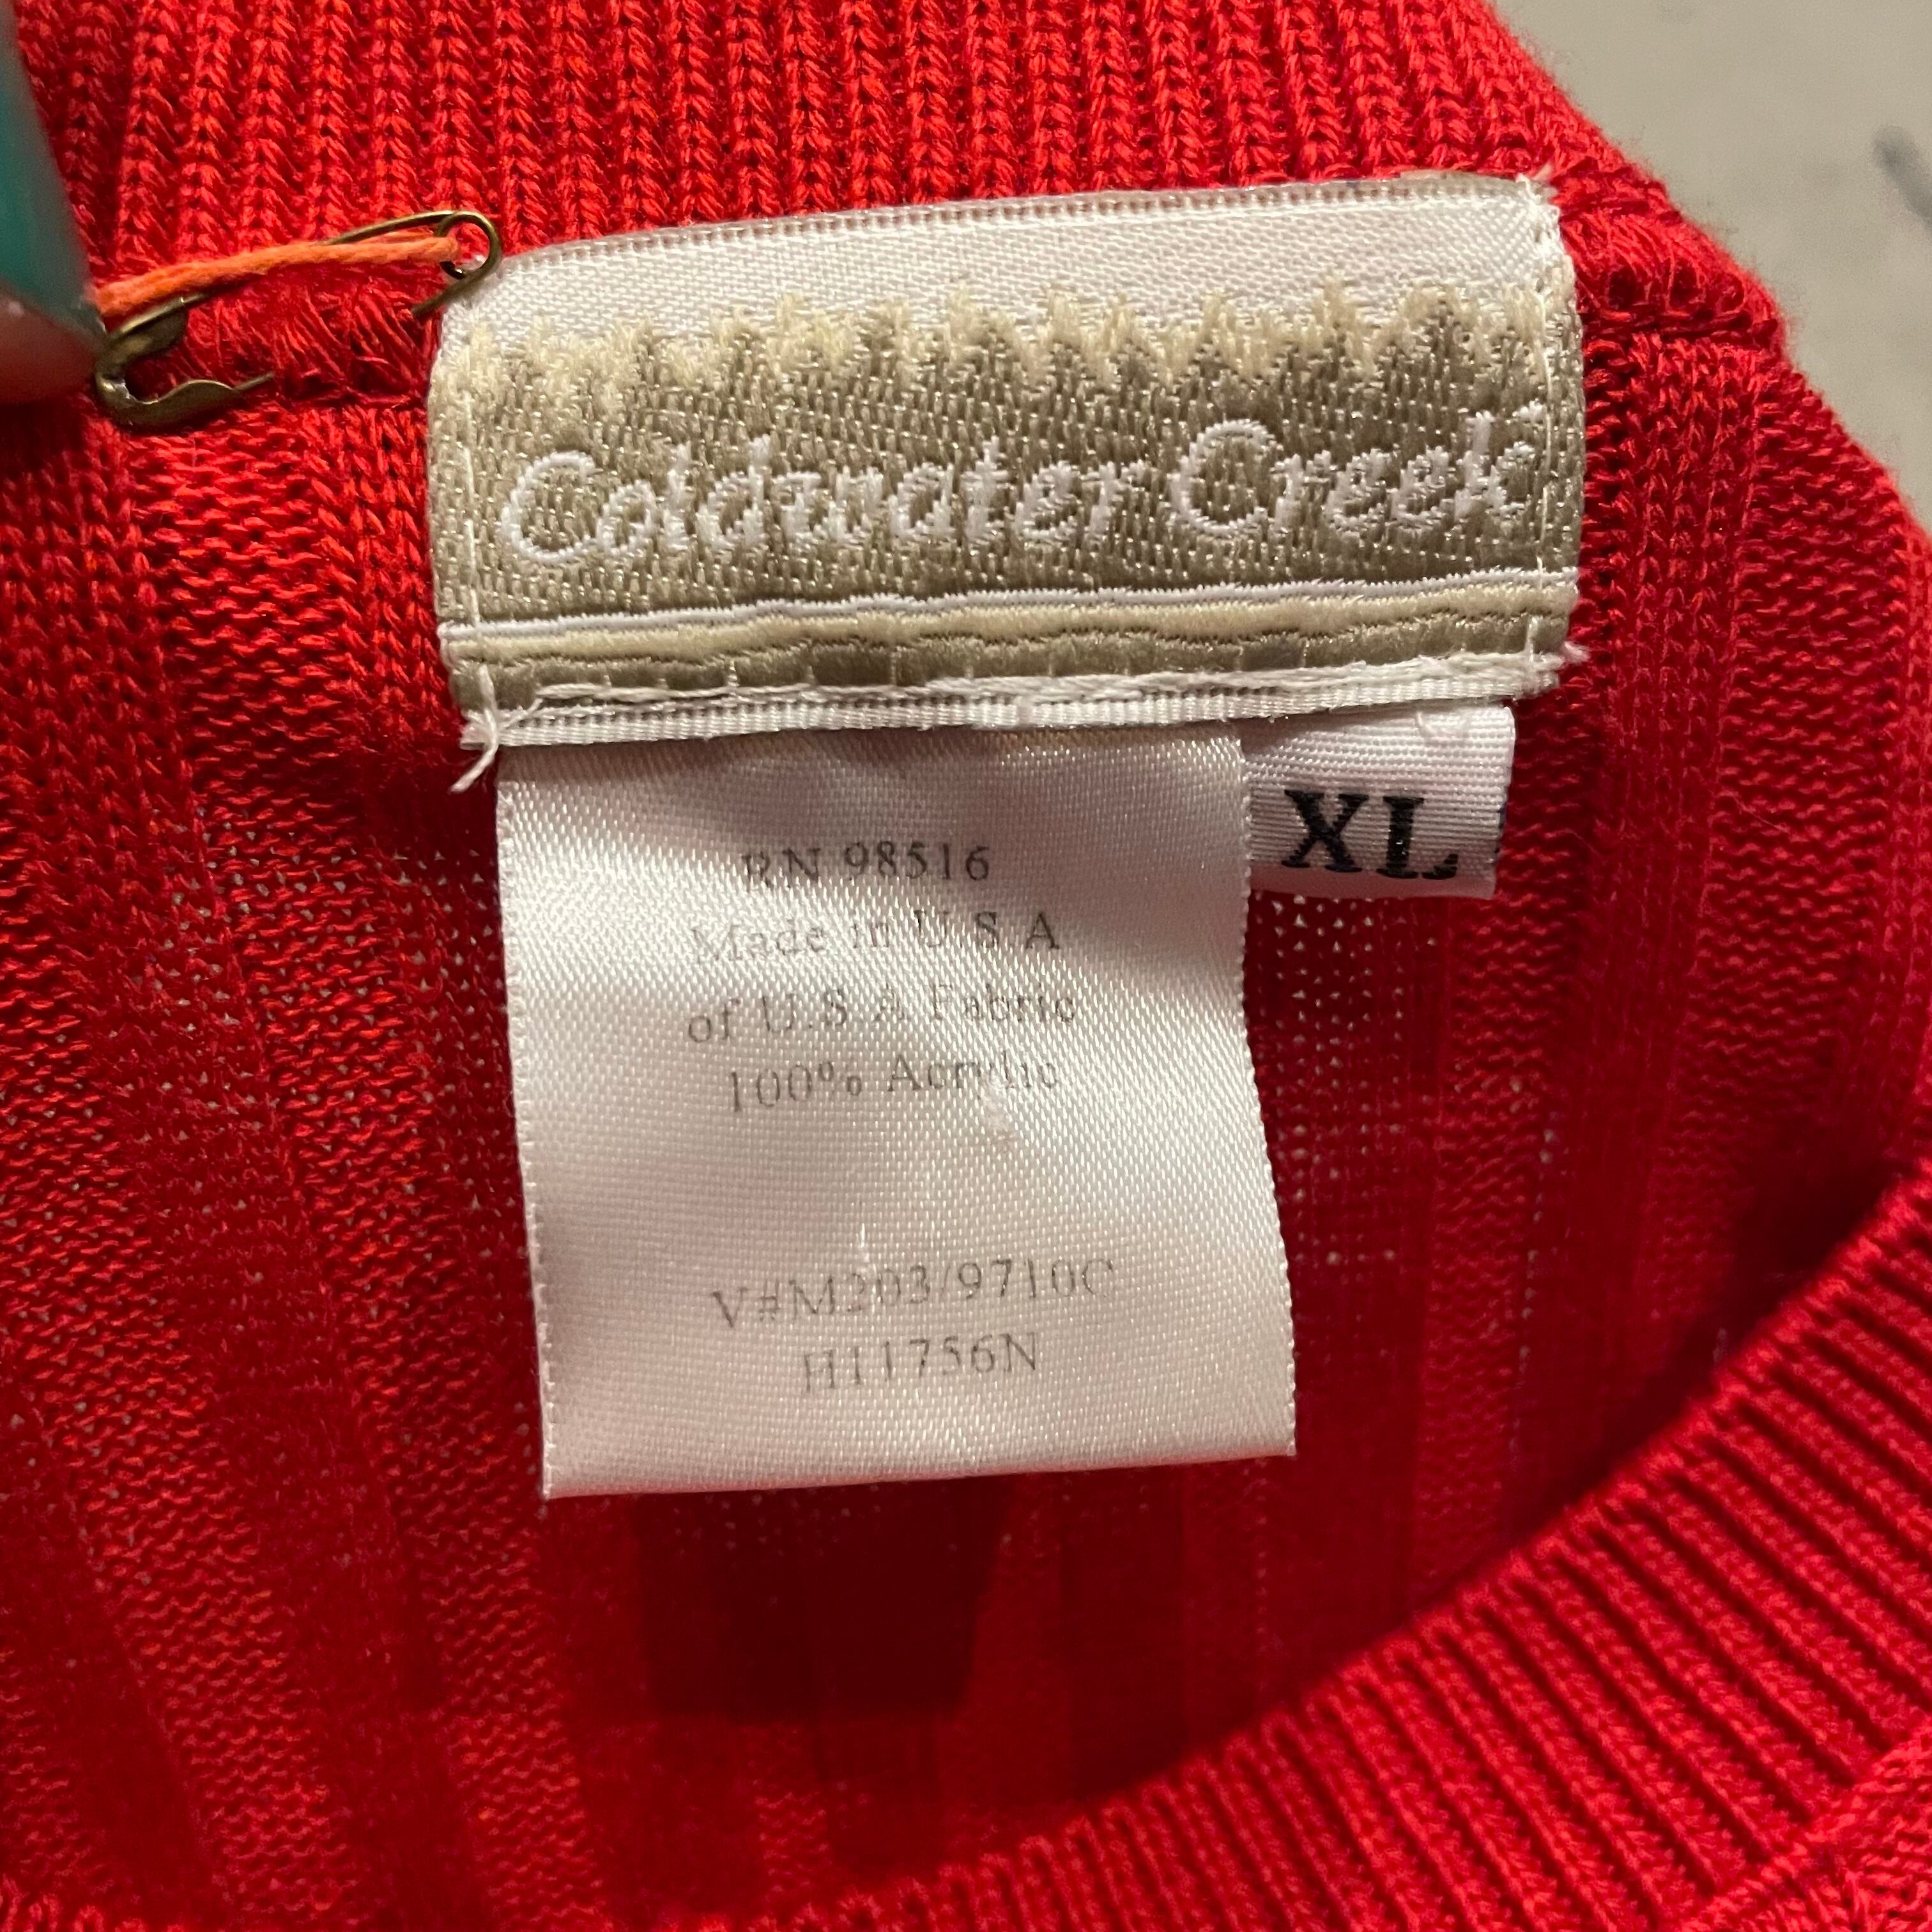 Coldwater Creek
XL
RN 98516
Made in U S A
of U.S.A Fabric
100% Acrylic
V#M203/9710C
H11756N